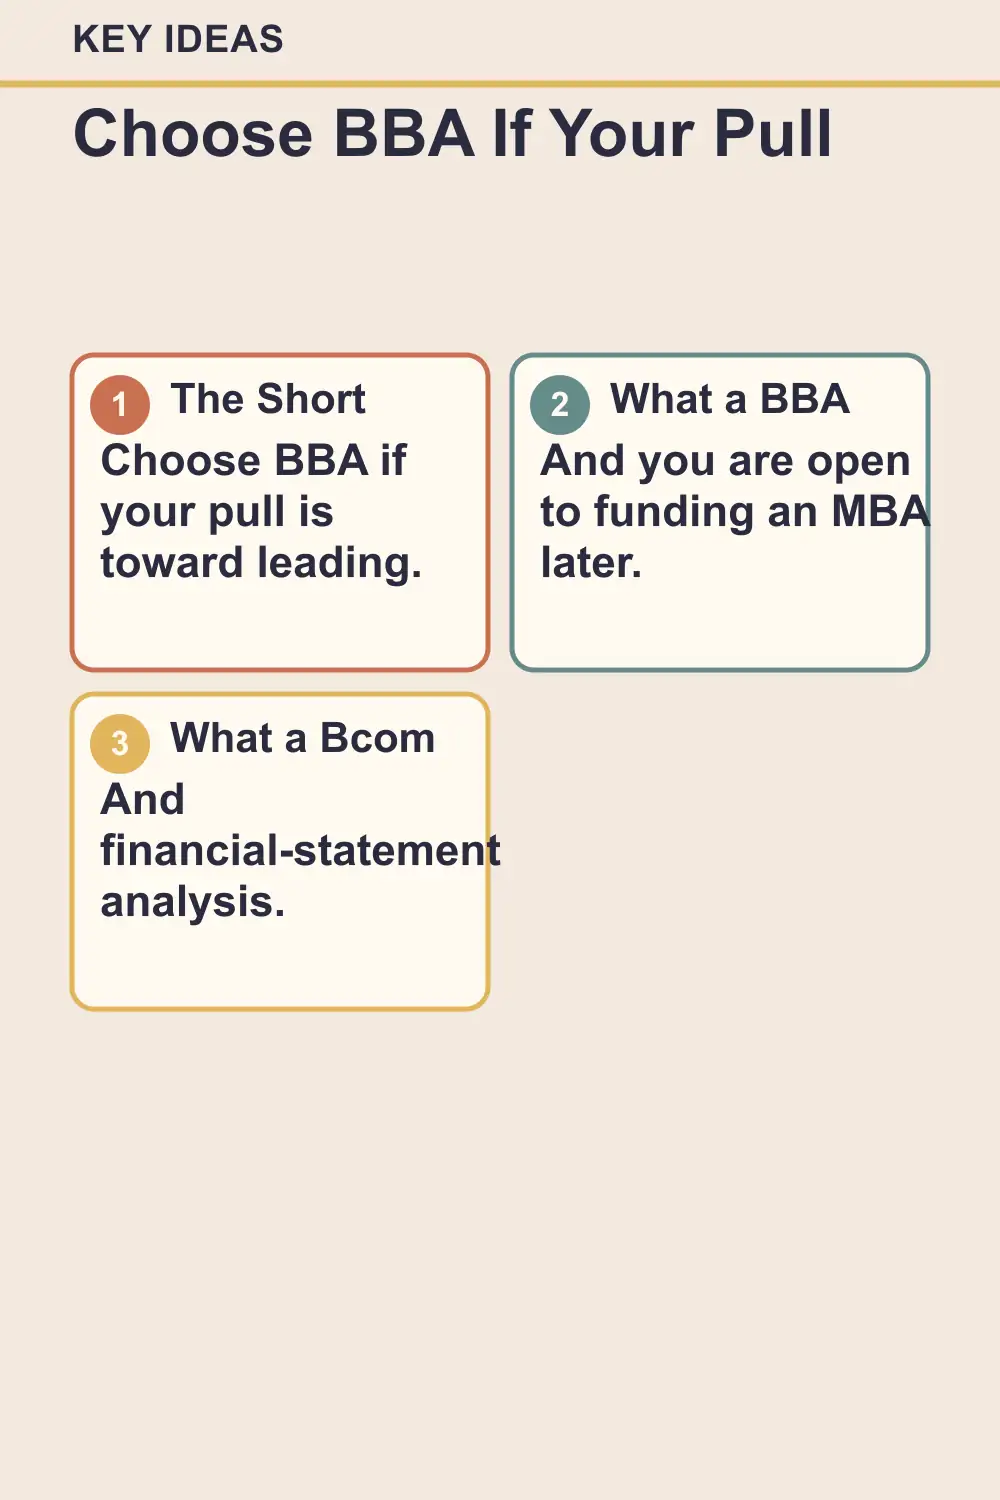 KEY IDEAS
Choose BBA If Your Pull
1 The Short
Choose BBA if
your pull is
toward leading.
2 What a BBA
And you are open
to funding an MBA
later.
3 What a Bcom
And
financial-statement
analysis.